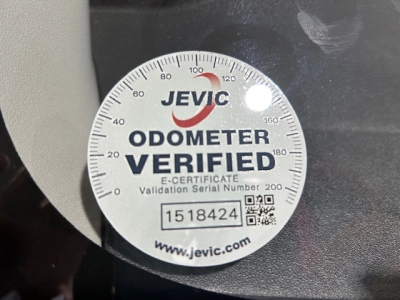 0 20 40 60 80 100 120 160 180 200
JEVIC
ODOMETER
VERIFIED
E-CERTIFICATE
Validation Serial Number
1518424
www.jevic.com